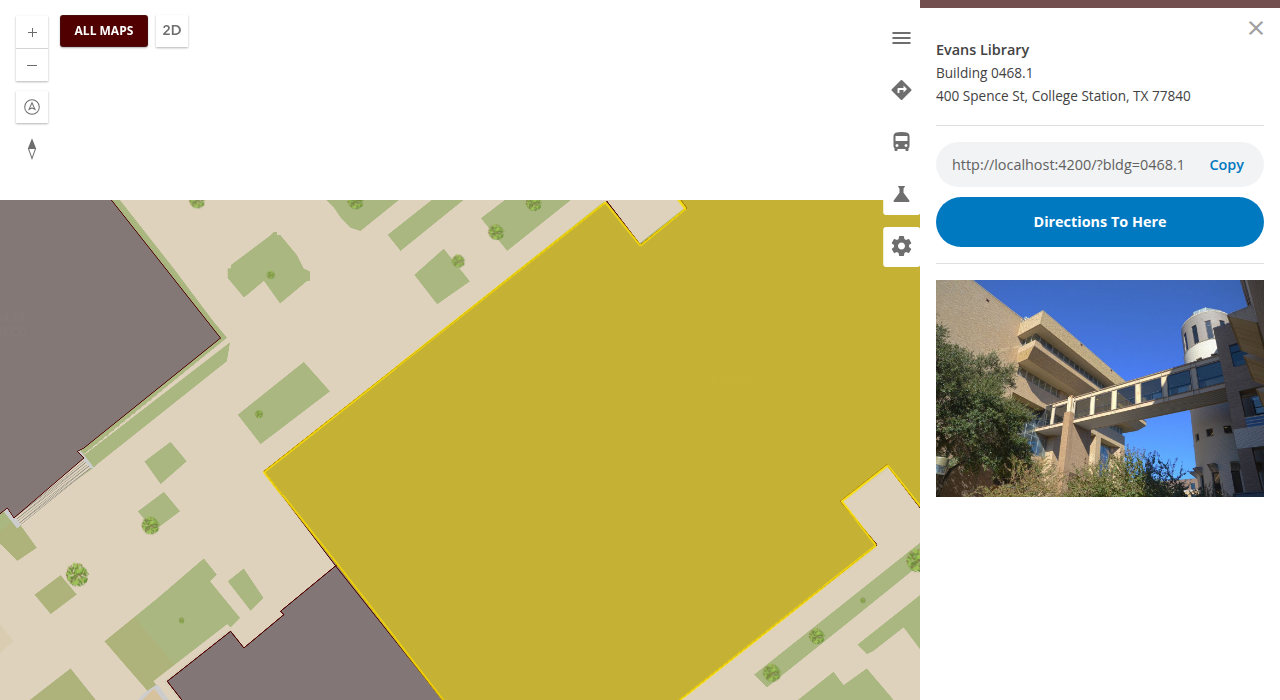 +
ALL MAPS
2D
−
Evans Library
Building 0468.1
400 Spence St, College Station, TX 77840
http://localhost:4200/?bldg=0468.1
Copy
Directions To Here